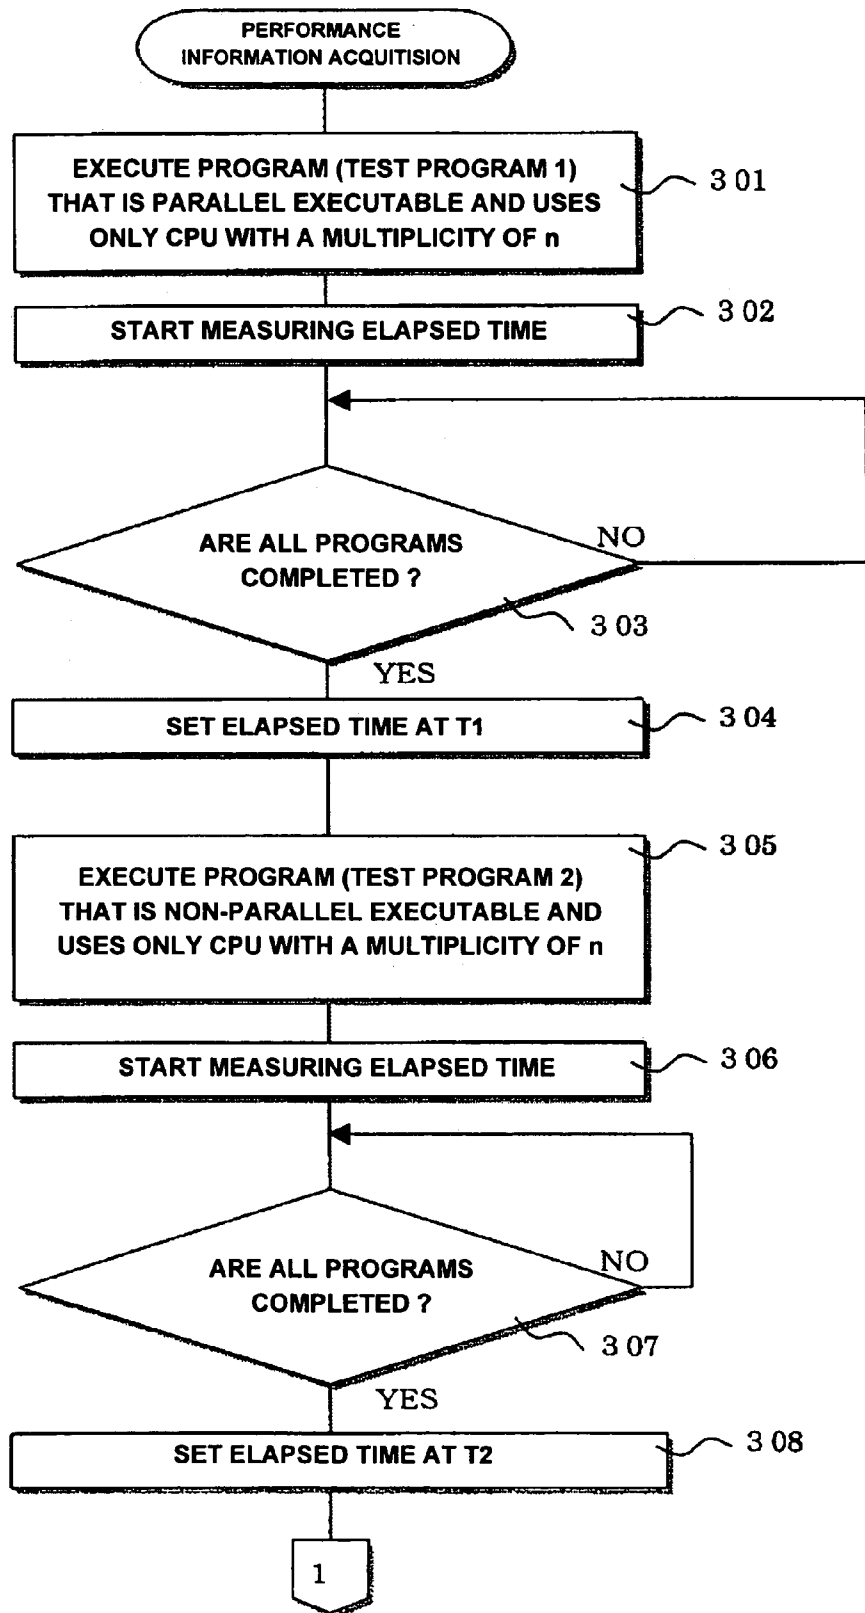 PERFORMANCE
INFORMATION ACQUITISION
EXECUTE PROGRAM (TEST PROGRAM 1)
THAT IS PARALLEL EXECUTABLE AND USES
ONLY CPU WITH A MULTIPLICITY OF n
301
START MEASURING ELAPSED TIME
302
ARE ALL PROGRAMS
COMPLETED ?
NO
303
YES
SET ELAPSED TIME AT T1
304
EXECUTE PROGRAM (TEST PROGRAM 2)
THAT IS NON-PARALLEL EXECUTABLE AND
USES ONLY CPU WITH A MULTIPLICITY OF n
305
START MEASURING ELAPSED TIME
306
ARE ALL PROGRAMS
COMPLETED ?
NO
307
YES
SET ELAPSED TIME AT T2
308
1